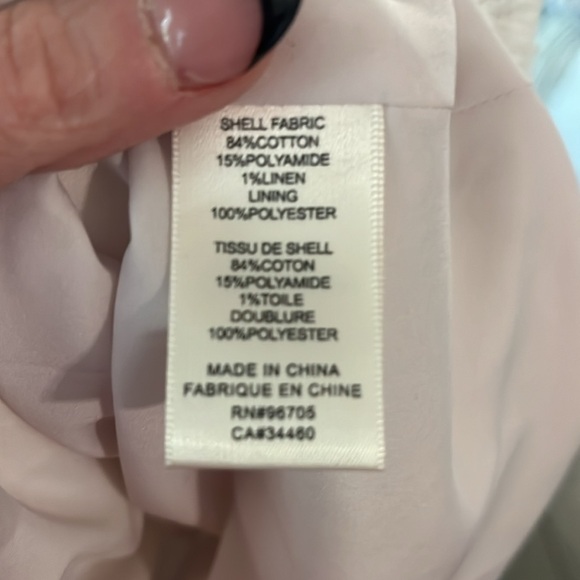 SHELL FABRIC
84%COTTON
15%POLYAMIDE
1%LINEN
LINING
100%POLYESTER
TISSU DE SHELL
84%COTON
15%POLYAMIDE
1%TOILE
DOUBLURE
100%POLYESTER
MADE IN CHINA
FABRIQUE EN CHINE
RN#96705
CA#34460